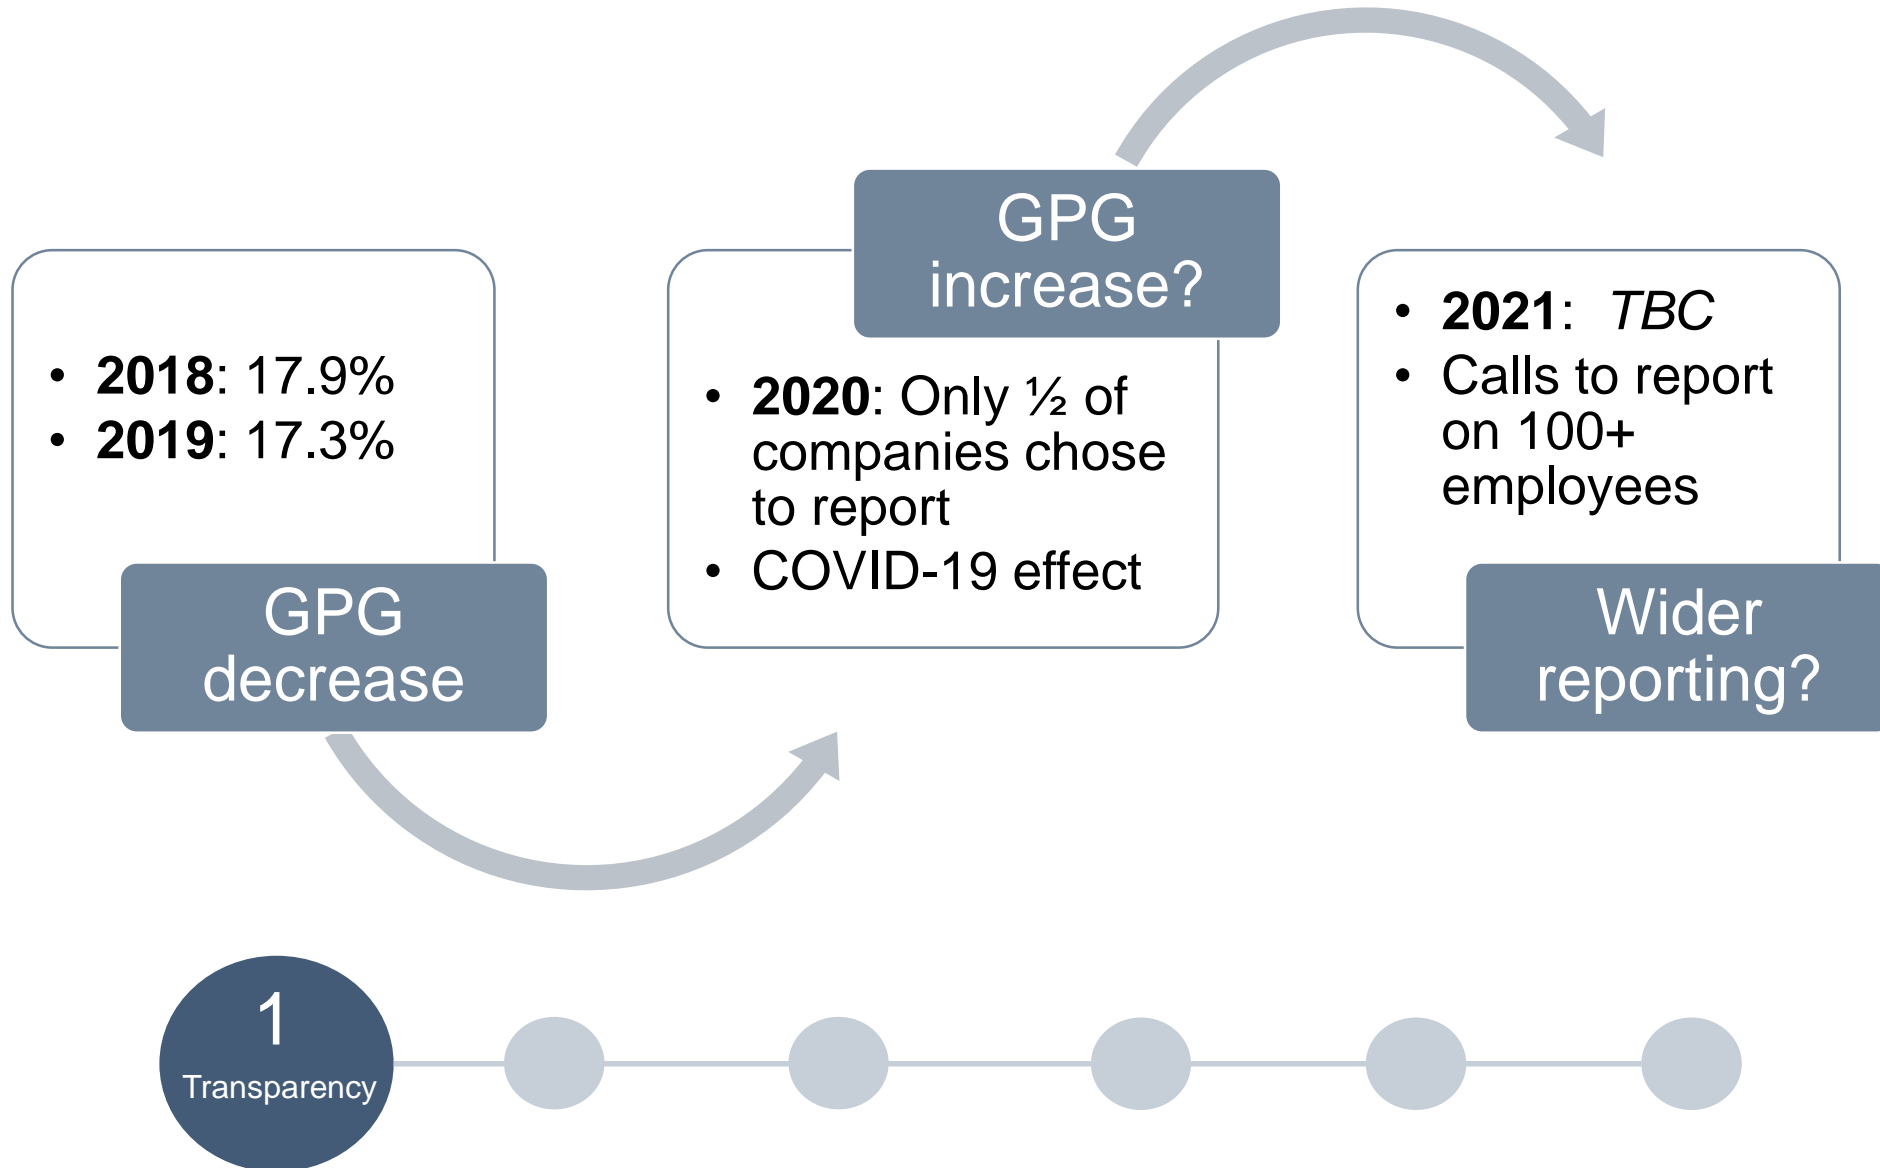 • 2018: 17.9%
• 2019: 17.3%
GPG
decrease
GPG
increase?
• 2020: Only ½ of
companies chose
to report
• COVID-19 effect
• 2021: TBC
• Calls to report
on 100+
employees
Wider
reporting?
1
Transparency